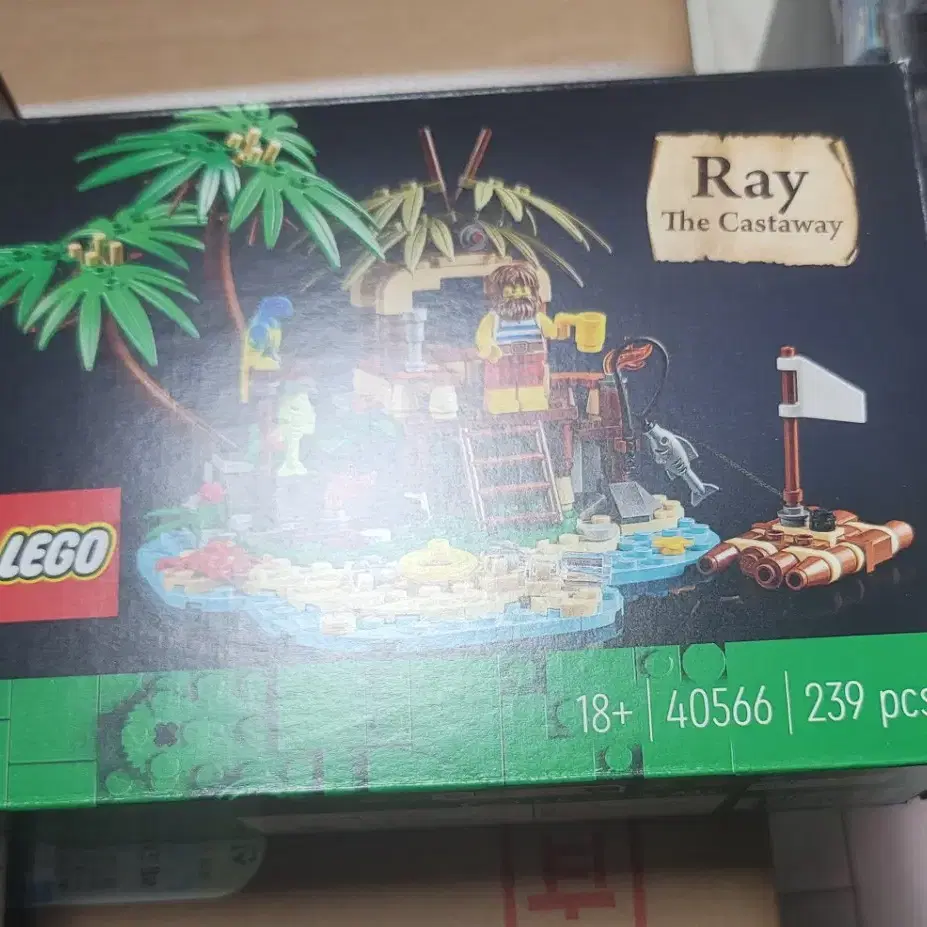 Ray
The Castaway
LEGO
18+ | 40566 | 239 pcs